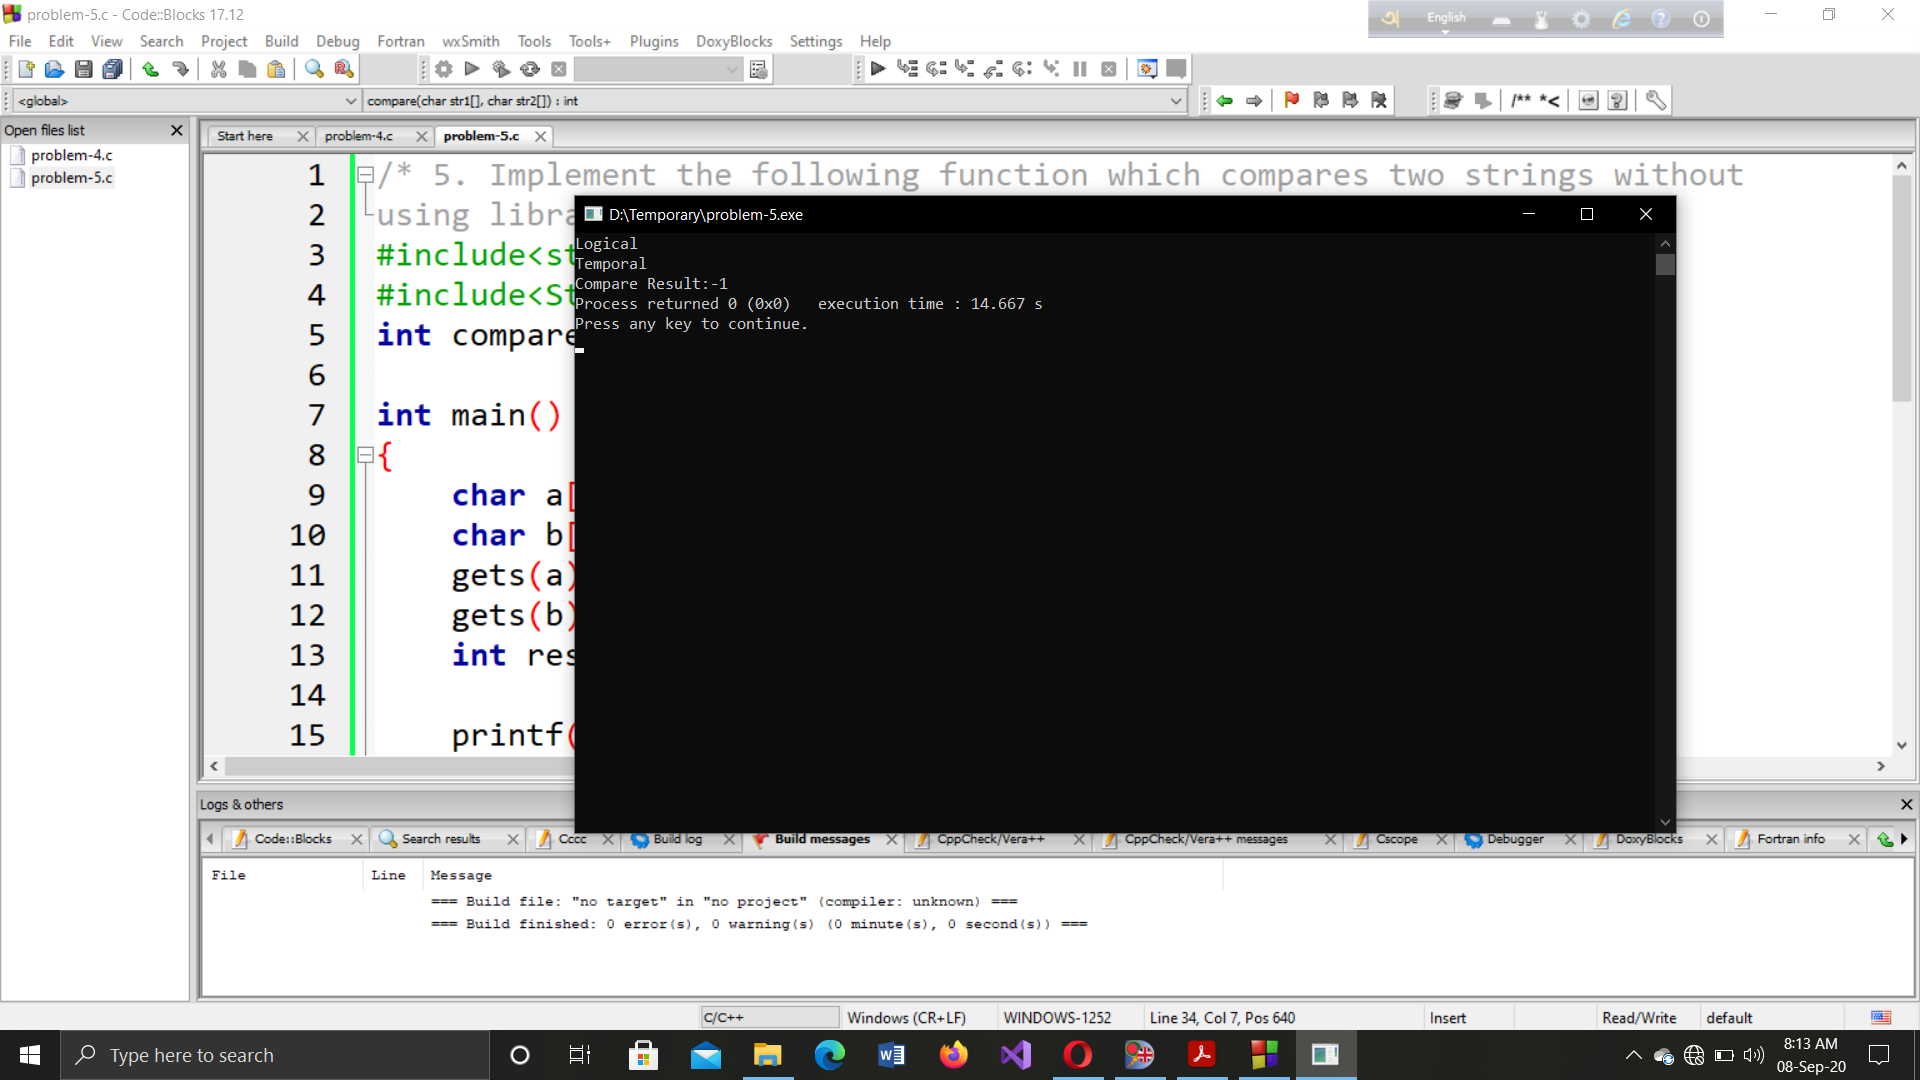 problem-5.c - Code::Blocks 17.12
English
File Edit View Search Project Build Debug Fortran wxSmith Tools Tools+ Plugins DoxyBlocks Settings Help
<global>
compare(char str1[], char str2[]) : int
/** *<
Open files list
Start here
problem-4.c
problem-5.c
problem-4.c
problem-5.c
1 /* 5. Implement the following function which compares two strings without
2 using libra
3 #include<st
4 #include<St
5 int compare
6
7 int main()
8 {
9 char a[
10 char b[
11 gets(a)
12 gets(b)
13 int res
14
15 printf(
D:\Temporary\problem-5.exe
Logical
Temporal
Compare Result:-1
Process returned 0 (0x0)   execution time : 14.667 s
Press any key to continue.
Logs & others
Code::Blocks Search results Cccc Build log Build messages CppCheck/Vera++ CppCheck/Vera++ messages Cscope Debugger DoxyBlocks Fortran info
File Line Message
=== Build file: "no target" in "no project" (compiler: unknown) ===
=== Build finished: 0 error(s), 0 warning(s) (0 minute(s), 0 second(s)) ===
C/C++ Windows (CR+LF) WINDOWS-1252 Line 34, Col 7, Pos 640 Insert Read/Write default
Type here to search
8:13 AM
08-Sep-20